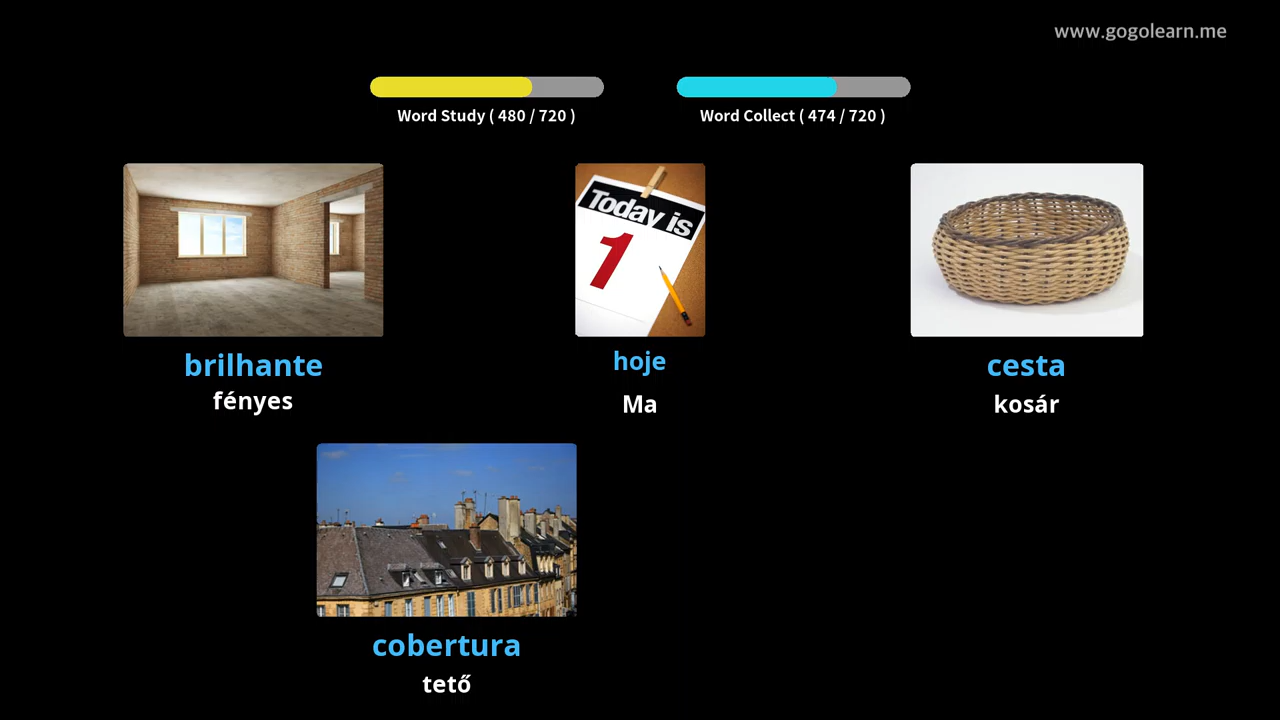 www.gogolearn.me
Word Study ( 480 / 720 )
Word Collect ( 474 / 720 )
Today is
1
brilhante
fényes
hoje
Ma
cesta
kosár
cobertura
tető